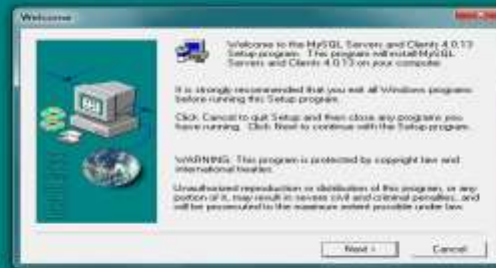 Welcome
Welcome to the MySQL Servers and Clients 4.0.13
Setup program. This program will install MySQL
Servers and Clients 4.0.13 on your computer.
It is strongly recommended that you exit all Windows programs
before running this Setup program.
Click Cancel to quit Setup and then close any programs you
have running. Click Next to continue with the Setup program.
WARNING: This program is protected by copyright law and
international treaties.
Unauthorized reproduction or distribution of this program, or any
portion of it, may result in severe civil and criminal penalties, and
will be prosecuted to the maximum extent possible under law.
Next >
Cancel